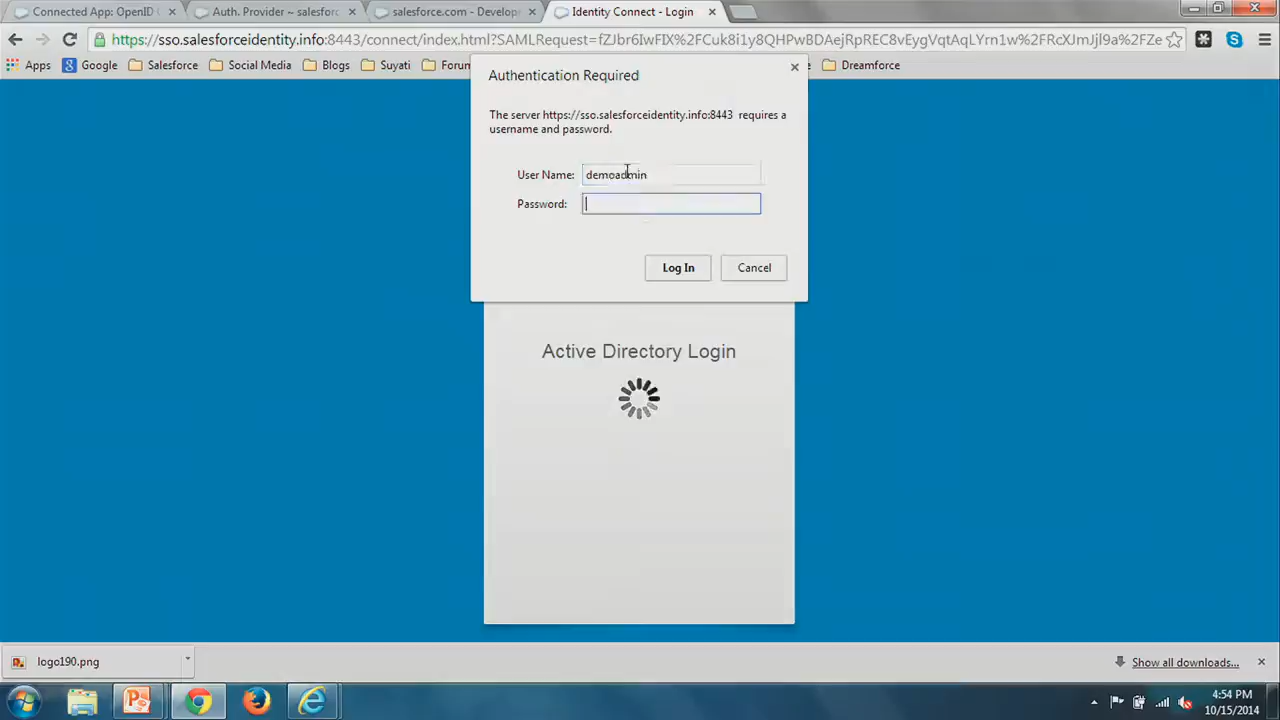 Connected App: OpenID
Auth. Provider ~ salesforc
salesforce.com - Develop
Identity Connect - Login
https://sso.salesforceidentity.info:8443/connect/index.html?SAMLRequest=fZJbr6IwFIX%2FCuk8i1y8QHPwBDAejRpREC8vEygVqtAqLYrn1w%2FRcXJmJjl9a%2FZe
Apps
Google
Salesforce
Social Media
Blogs
Suyati
Forun
Dreamforce
Authentication Required
The server https://sso.salesforceidentity.info:8443 requires a
username and password.
User Name: demoadmin
Password:
Log In
Cancel
Active Directory Login
logo190.png
Show all downloads...
4:54 PM
10/15/2014